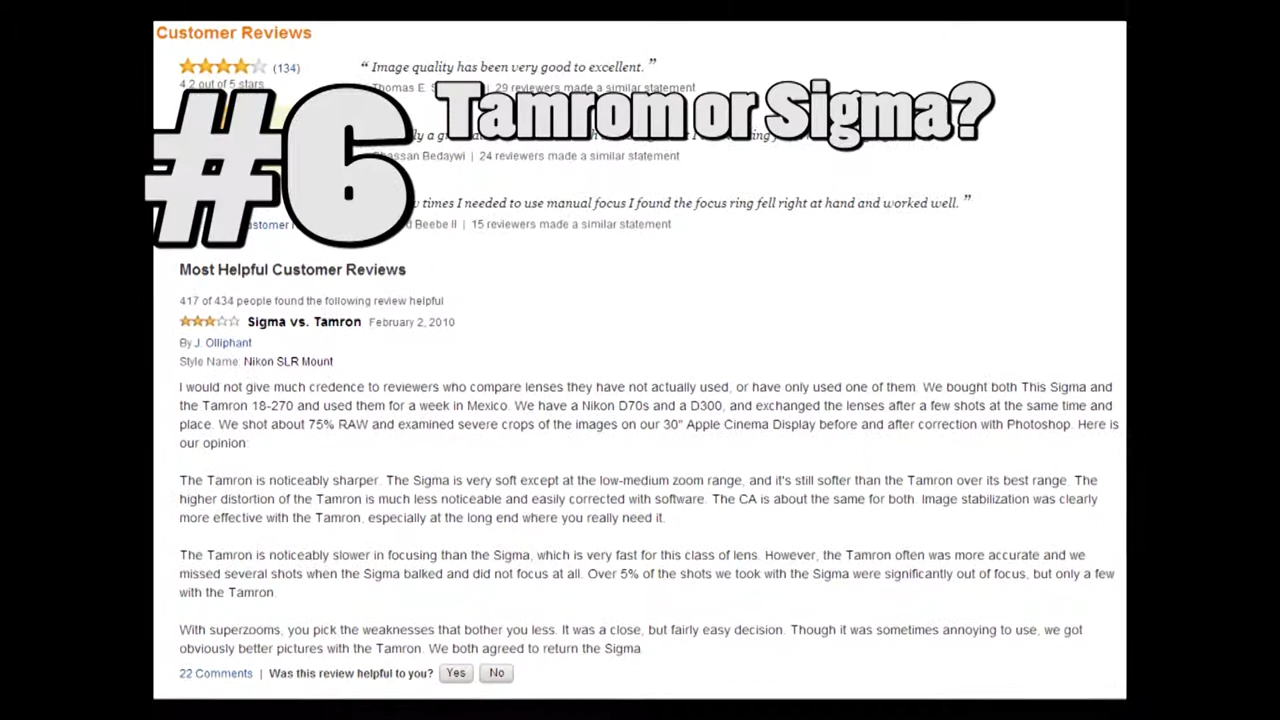 Customer Reviews
(134)
“ Image quality has been very good to excellent. ”
4.2 out of 5 stars
Thomas E. S | 29 reviewers made a similar statement
#6 Tamrom or Sigma?
Ghassan Bedaywi | 24 reviewers made a similar statement
times I needed to use manual focus I found the focus ring fell right at hand and worked well. ”
Beebe II | 15 reviewers made a similar statement
Most Helpful Customer Reviews
417 of 434 people found the following review helpful
Sigma vs. Tamron February 2, 2010
By J. Olliphant
Style Name: Nikon SLR Mount
I would not give much credence to reviewers who compare lenses they have not actually used, or have only used one of them. We bought both This Sigma and
the Tamron 18-270 and used them for a week in Mexico. We have a Nikon D70s and a D300, and exchanged the lenses after a few shots at the same time and
place. We shot about 75% RAW and examined severe crops of the images on our 30" Apple Cinema Display before and after correction with Photoshop. Here is
our opinion:
The Tamron is noticeably sharper. The Sigma is very soft except at the low-medium zoom range, and it's still softer than the Tamron over its best range. The
higher distortion of the Tamron is much less noticeable and easily corrected with software. The CA is about the same for both. Image stabilization was clearly
more effective with the Tamron, especially at the long end where you really need it.
The Tamron is noticeably slower in focusing than the Sigma, which is very fast for this class of lens. However, the Tamron often was more accurate and we
missed several shots when the Sigma balked and did not focus at all. Over 5% of the shots we took with the Sigma were significantly out of focus, but only a few
with the Tamron.
With superzooms, you pick the weaknesses that bother you less. It was a close, but fairly easy decision. Though it was sometimes annoying to use, we got
obviously better pictures with the Tamron. We both agreed to return the Sigma.
22 Comments | Was this review helpful to you? Yes No